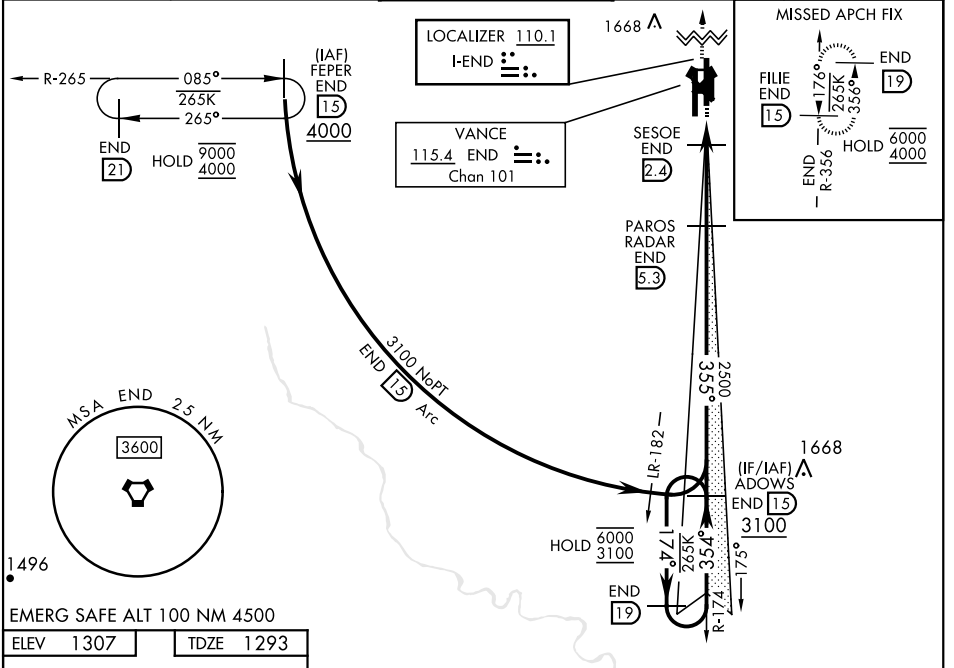 LOCALIZER 110.1
I-END
1668
MISSED APCH FIX
176°
265K
356°
END
19
FILIE
END
15
HOLD 6000
4000
END
R-356
R-265
085°
265K
265°
(IAF)
FEPER
END
15
4000
END
21
HOLD 9000
4000
VANCE
115.4 END
Chan 101
SESOE
END
2.4
PAROS
RADAR
END
5.3
3100 NoPT
END 15 Arc
2500
355°
MSA END 25 NM
3600
LR-182
1668
(IF/IAF)
ADOWS
END 15
3100
HOLD 6000
3100
174°
265K
354°
175°
END
19
R-174
1496
EMERG SAFE ALT 100 NM 4500
ELEV 1307
TDZE 1293